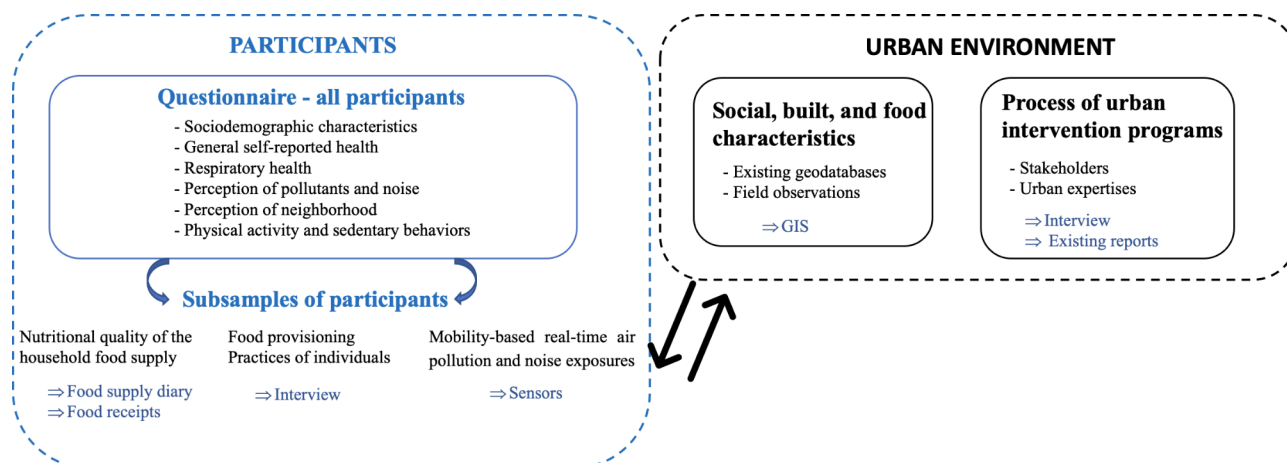 PARTICIPANTS
Questionnaire - all participants
- Sociodemographic characteristics
- General self-reported health
- Respiratory health
- Perception of pollutants and noise
- Perception of neighborhood
- Physical activity and sedentary behaviors
Subsamples of participants
Nutritional quality of the
household food supply
⇒ Food supply diary
⇒ Food receipts
Food provisioning
Practices of individuals
⇒ Interview
Mobility-based real-time air
pollution and noise exposures
⇒ Sensors
URBAN ENVIRONMENT
Social, built, and food
characteristics
- Existing geodatabases
- Field observations
⇒ GIS
Process of urban
intervention programs
- Stakeholders
- Urban expertises
⇒ Interview
⇒ Existing reports